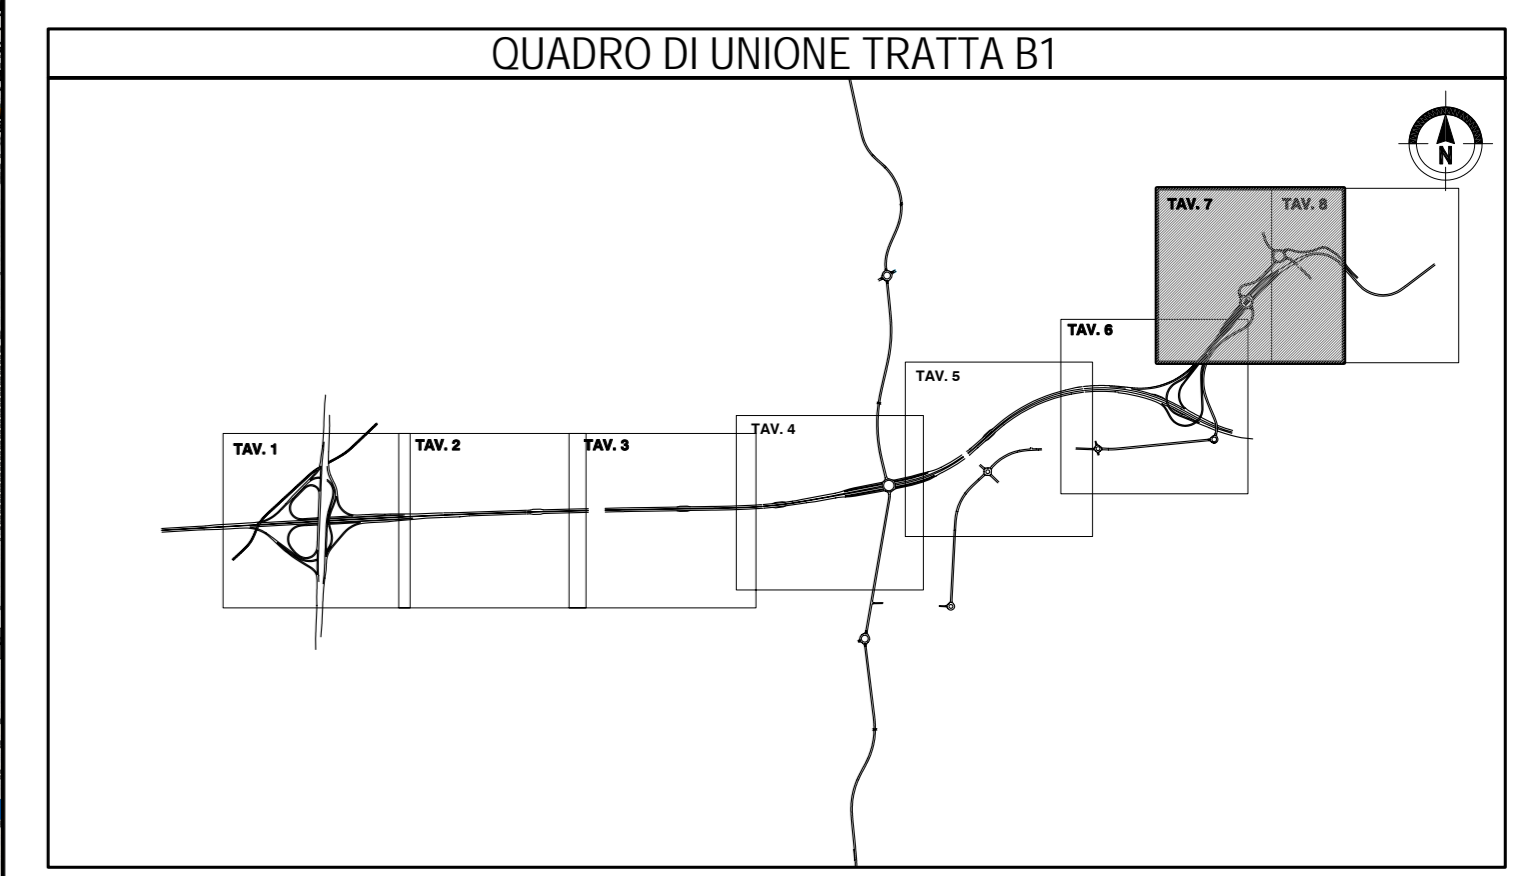 QUADRO DI UNIONE TRATTA B1
N
TAV. 7
TAV. 8
TAV. 6
TAV. 5
TAV. 4
TAV. 1
TAV. 2
TAV. 3